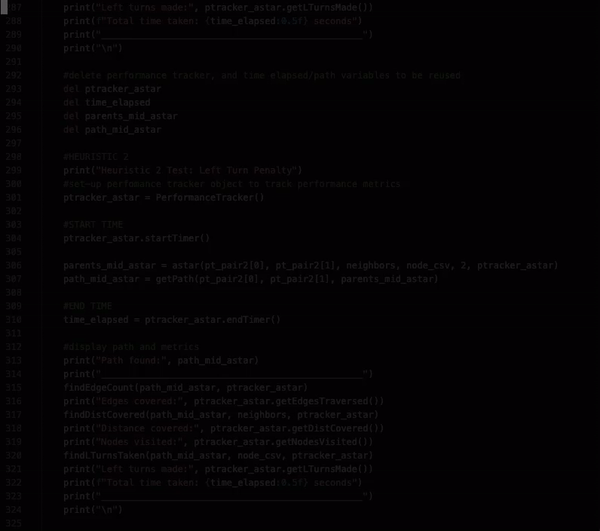 287 print("Left turns made:", ptracker_astar.getLTurnsMade())
288 print(f"Total time taken: {time_elapsed:0.5f} seconds")
289 print("________________________________________________")
290 print("\n")
291
292 #delete performance tracker, and time elapsed/path variables to be reused
293 del ptracker_astar
294 del time_elapsed
295 del parents_mid_astar
296 del path_mid_astar
297
298 #HEURISTIC 2
299 print("Heuristic 2 Test: Left Turn Penalty")
300 #set-up perfomance tracker object to track performance metrics
301 ptracker_astar = PerformanceTracker()
302
303 #START TIME
304 ptracker_astar.startTimer()
305
306 parents_mid_astar = astar(pt_pair2[0], pt_pair2[1], neighbors, node_csv, 2, ptracker_astar)
307 path_mid_astar = getPath(pt_pair2[0], pt_pair2[1], parents_mid_astar)
308
309 #END TIME
310 time_elapsed = ptracker_astar.endTimer()
311
312 #display path and metrics
313 print("Path found:", path_mid_astar)
314 print("________________________________________________")
315 findEdgeCount(path_mid_astar, ptracker_astar)
316 print("Edges covered:", ptracker_astar.getEdgesTraversed())
317 findDistCovered(path_mid_astar, neighbors, ptracker_astar)
318 print("Distance covered:", ptracker_astar.getDistCovered())
319 print("Nodes visited:", ptracker_astar.getNodesVisited())
320 findLTurnsTaken(path_mid_astar, node_csv, ptracker_astar)
321 print("Left turns made:", ptracker_astar.getLTurnsMade())
322 print(f"Total time taken: {time_elapsed:0.5f} seconds")
323 print("________________________________________________")
324 print("\n")
325